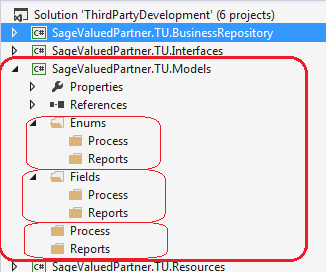 Solution 'ThirdPartyDevelopment' (6 projects)
C# SageValuedPartner.TU.BusinessRepository
C# SageValuedPartner.TU.Interfaces
C# SageValuedPartner.TU.Models
Properties
References
Enums
Process
Reports
Fields
Process
Reports
Process
Reports
C# SageValuedPartner.TU.Resources